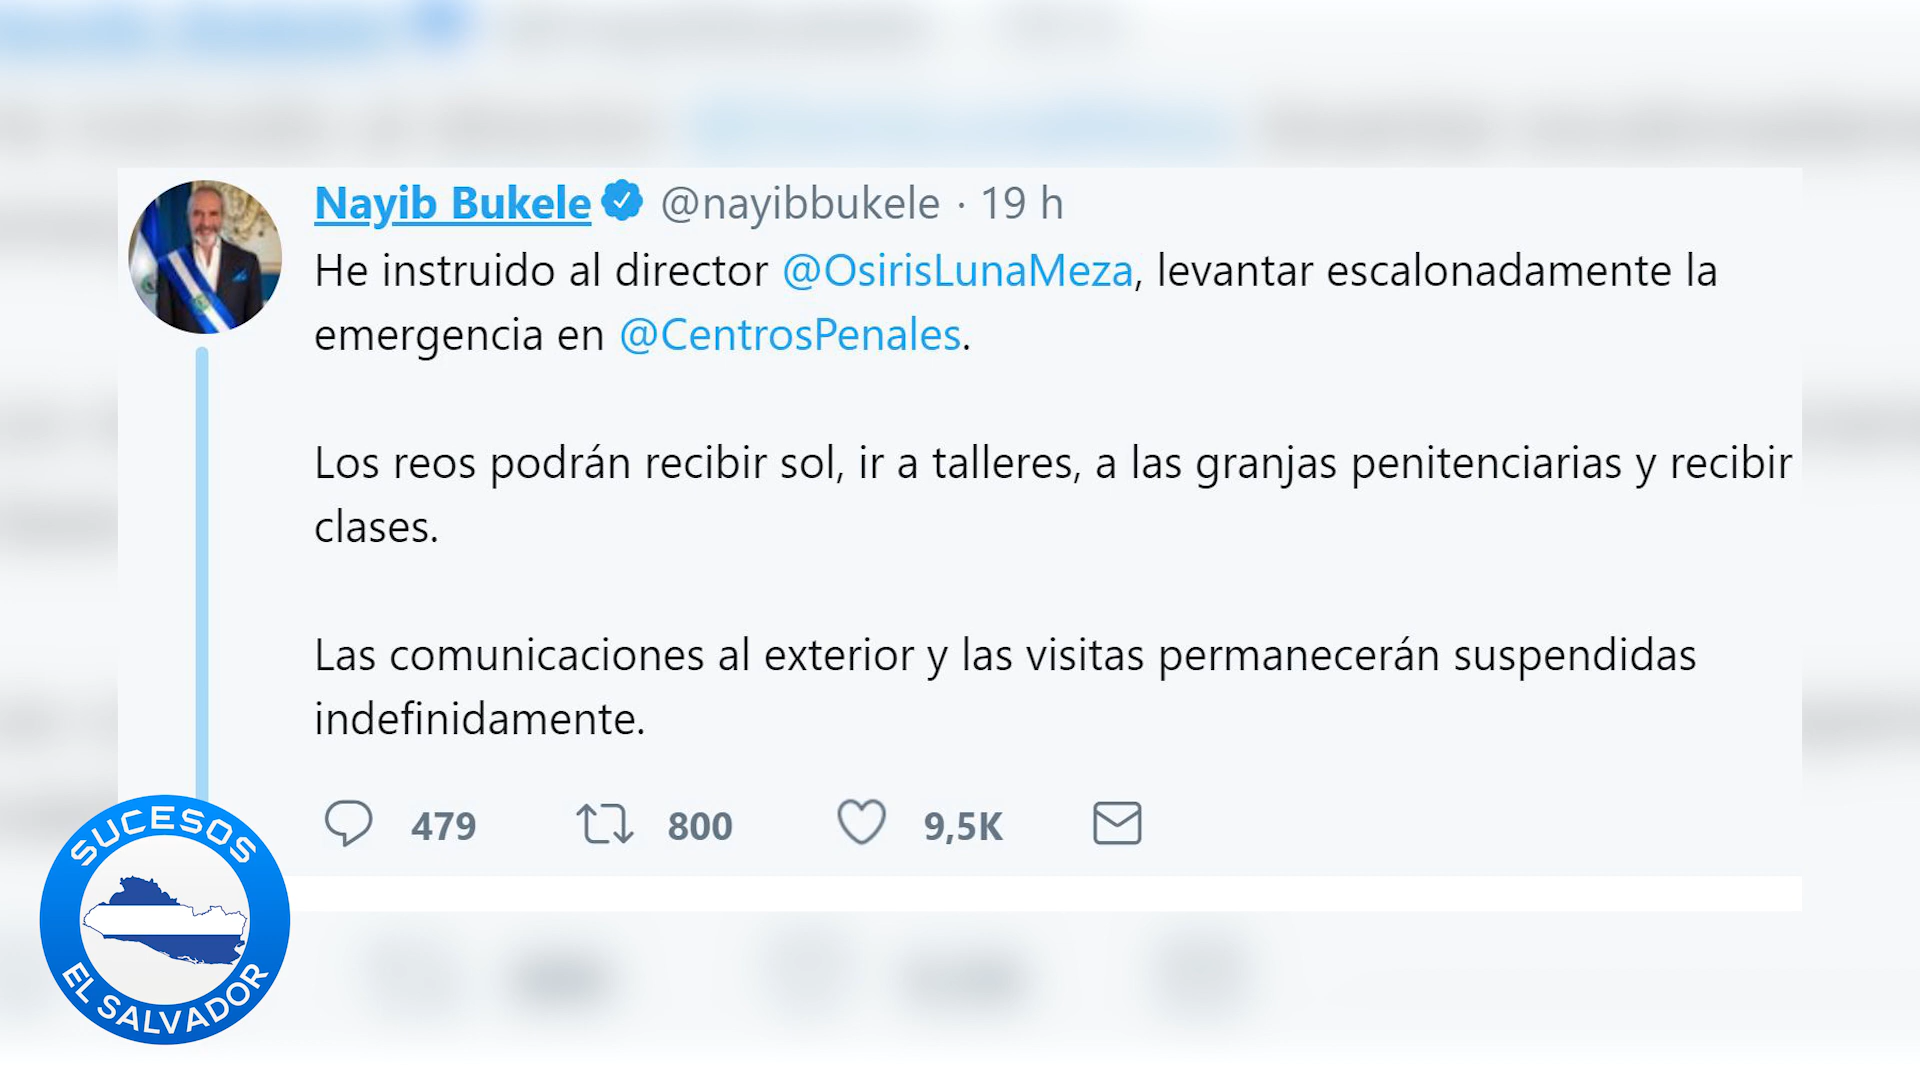 Nayib Bukele @nayibbukele · 19 h
He instruido al director @OsirisLunaMeza, levantar escalonadamente la
emergencia en @CentrosPenales.
Los reos podrán recibir sol, ir a talleres, a las granjas penitenciarias y recibir
clases.
Las comunicaciones al exterior y las visitas permanecerán suspendidas
indefinidamente.
479 800 9,5K
SUCESOS
EL SALVADOR